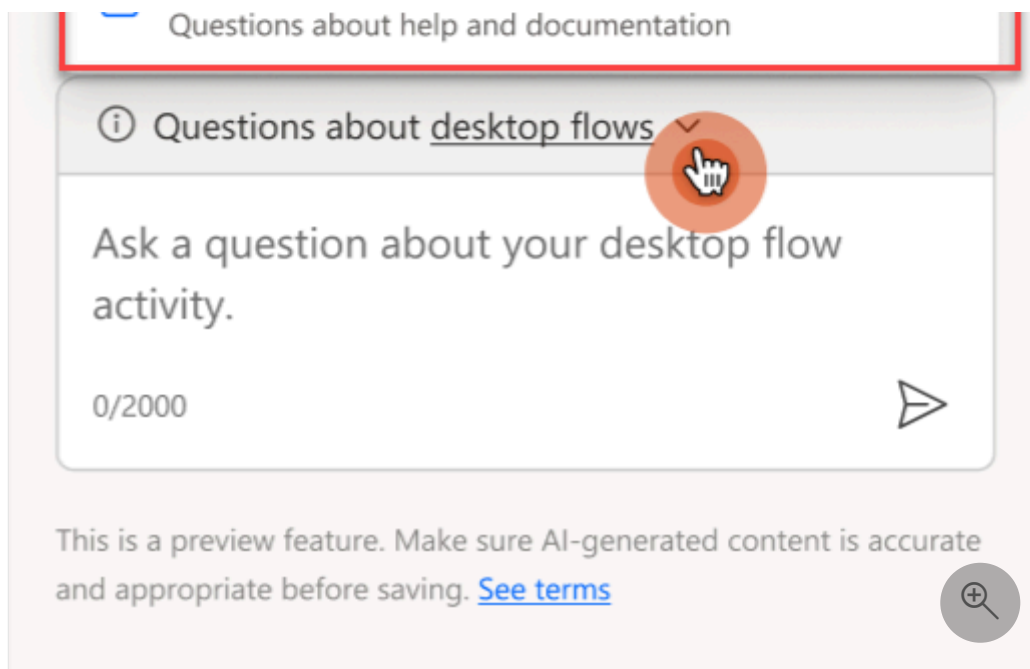 Questions about help and documentation
Questions about desktop flows
Ask a question about your desktop flow
activity.
0/2000
This is a preview feature. Make sure AI-generated content is accurate
and appropriate before saving. See terms